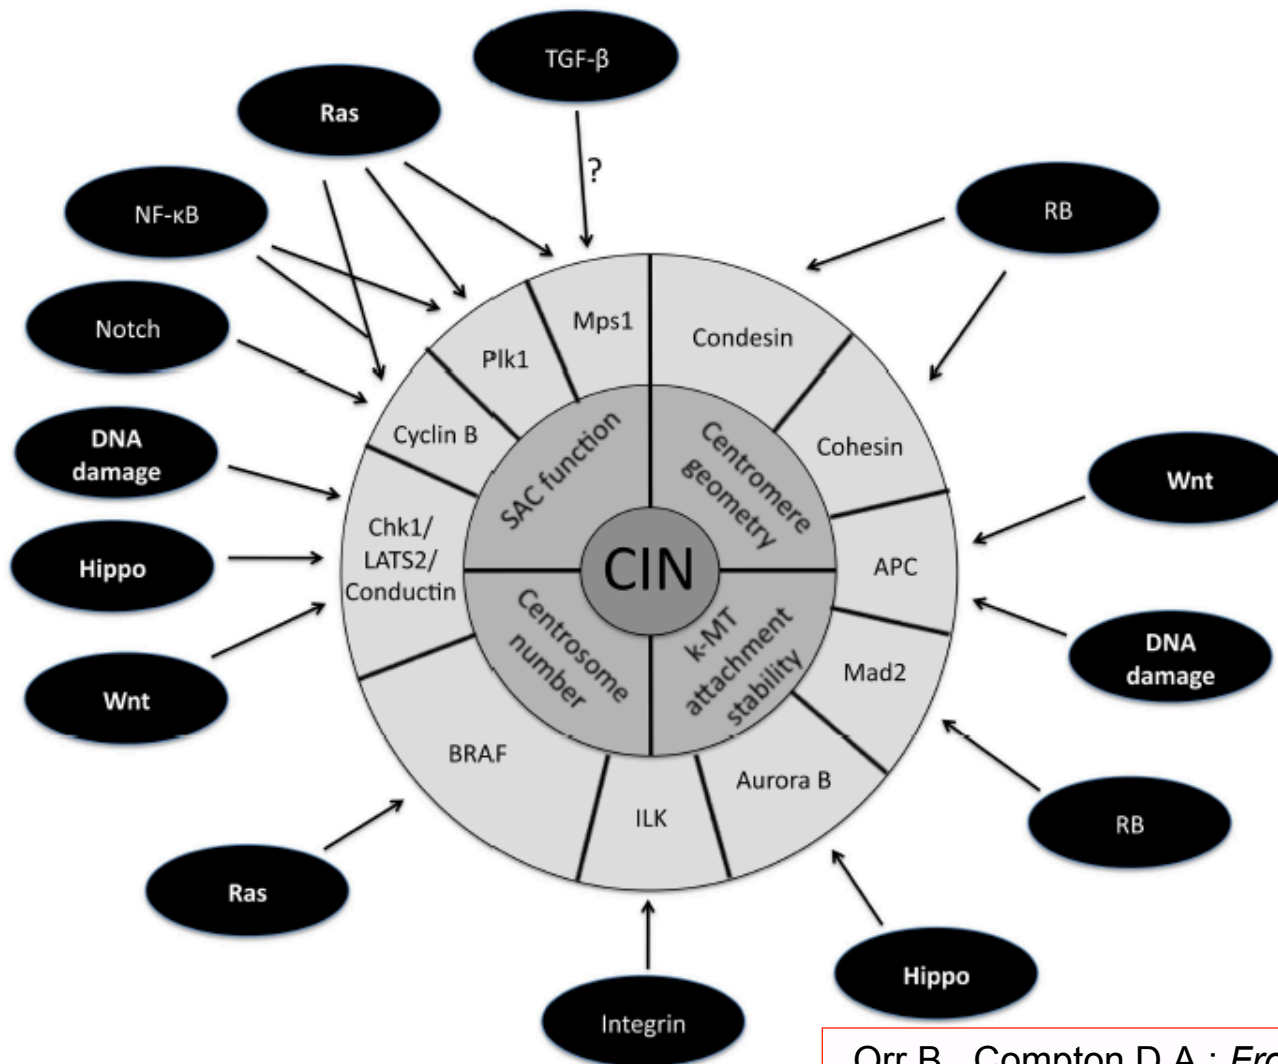 TGF-β
Ras
?
NF-κB
RB
Notch
Mps1
Condesin
Plk1
Cyclin B
Cohesin
DNA
damage
SAC function
Centromere
geometry
Wnt
Chk1/
LATS2/
Conductin
CIN
APC
Hippo
Centrosome
number
k-MT
attachment
stability
Mad2
DNA
damage
Wnt
BRAF
Aurora B
ILK
RB
Ras
Hippo
Integrin
Orr B., Compton D.A.;